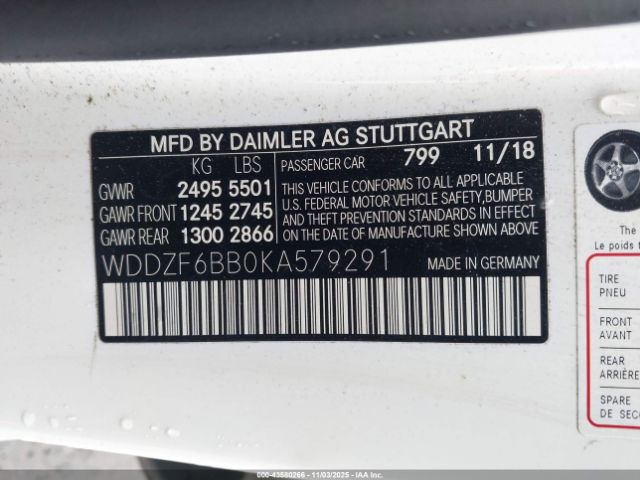 MFD BY DAIMLER AG STUTTGART
KG LBS PASSENGER CAR 799 11/18
GVWR 2495 5501
GAWR FRONT 1245 2745
GAWR REAR 1300 2866
THIS VEHICLE CONFORMS TO ALL APPLICABLE
U.S. FEDERAL MOTOR VEHICLE SAFETY, BUMPER
AND THEFT PREVENTION STANDARDS IN EFFECT
ON THE DATE OF MANUFACTURE SHOWN ABOVE.
WDDZF6BB0KA579291 MADE IN GERMANY
The
Le poids
TIRE
PNEU
FRONT
AVANT
REAR
ARRIÈRE
SPARE
DE
000-43580266 - 11/03/2025 - IAAI